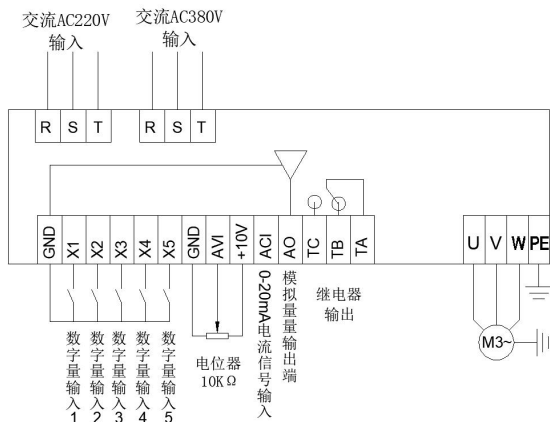 交流AC220V
输入
交流AC380V
输入
R S T
R S T
GND X1 X2 X3 X4 X5 GND AVI +10V ACI AO TC TB TA
U V W PE
数字量输入1
数字量输入2
数字量输入3
数字量输入4
数字量输入5
电位器
10KΩ
0-20mA电流信号输入
模拟量量输出端
继电器
输出
M3~